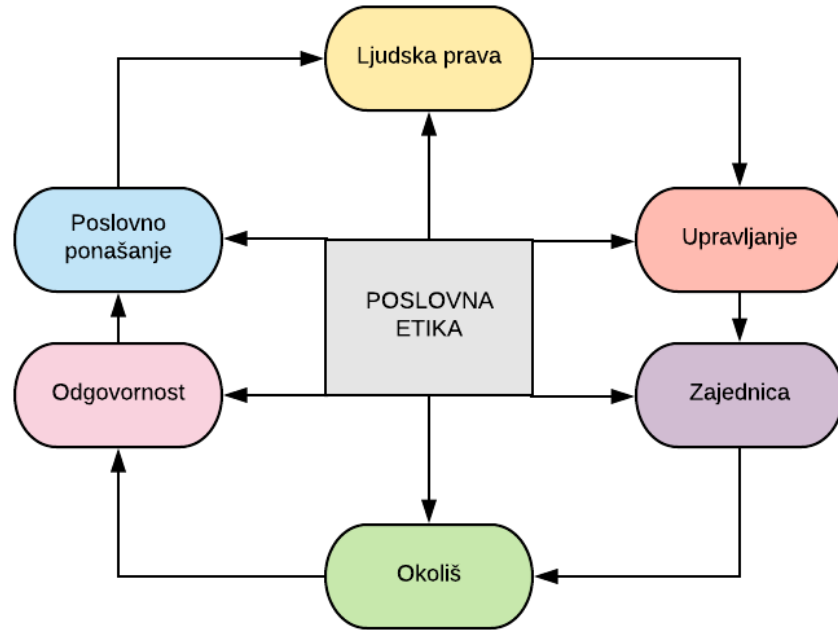 Ljudska prava
Poslovno
ponašanje
Upravljanje
POSLOVNA
ETIKA
Odgovornost
Zajednica
Okoliš